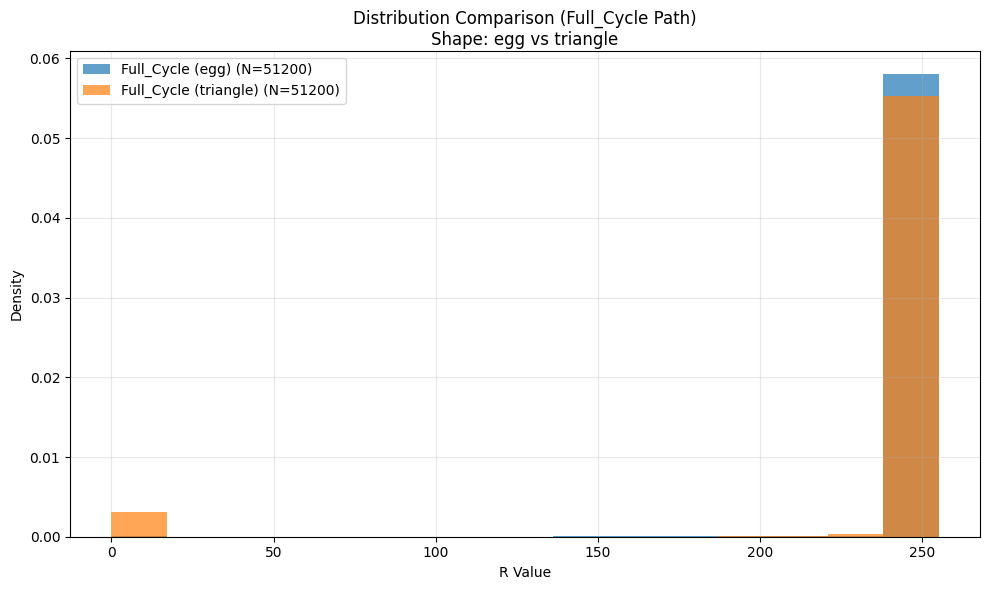 Distribution Comparison (Full_Cycle Path)
Shape: egg vs triangle
Full_Cycle (egg) (N=51200)
Full_Cycle (triangle) (N=51200)
0.06
0.05
0.04
0.03
0.02
0.01
0.00
Density
0 50 100 150 200 250
R Value